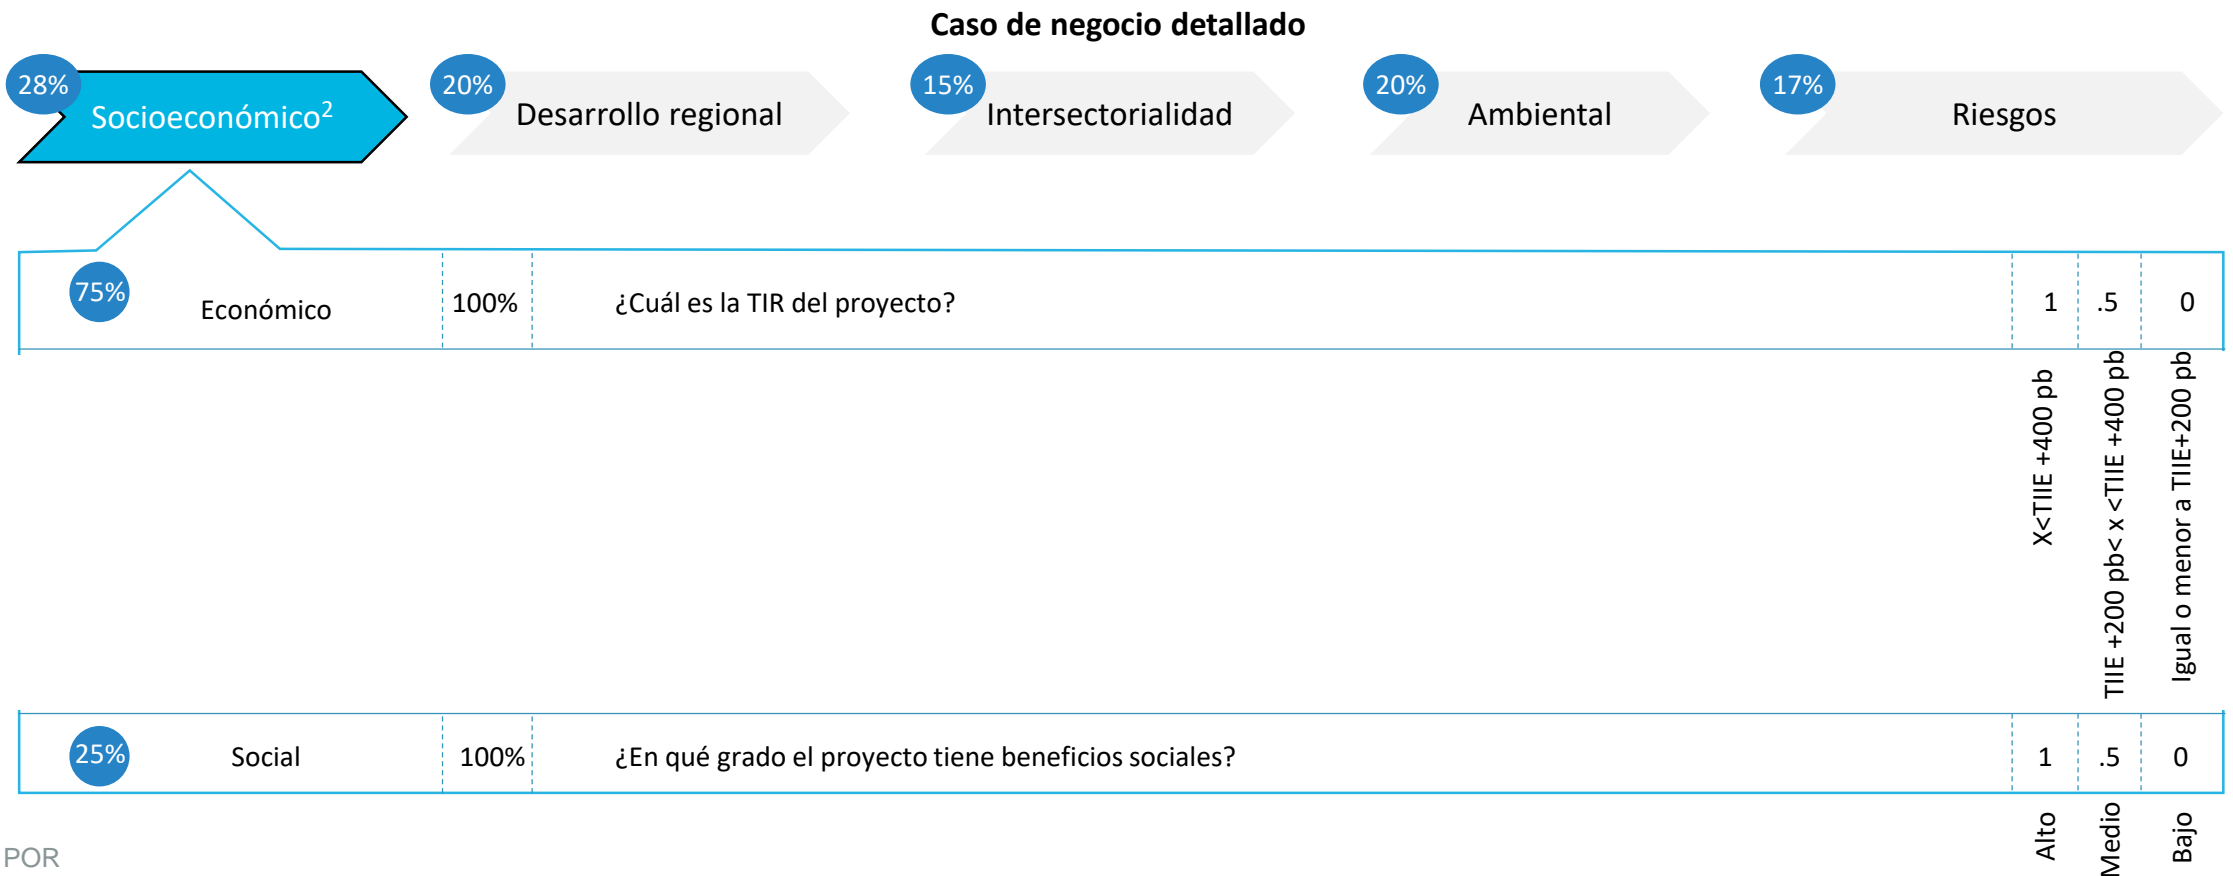 Caso de negocio detallado
28%
Socioeconómico²
20%
Desarrollo regional
15%
Intersectorialidad
20%
Ambiental
17%
Riesgos
75%
Económico
100%
¿Cuál es la TIR del proyecto?
1
.5
0
X<TIIE +400 pb
TIIE +200 pb< x <TIIE +400 pb
Igual o menor a TIIE+200 pb
25%
Social
100%
¿En qué grado el proyecto tiene beneficios sociales?
1
.5
0
Alto
Medio
Bajo
POR